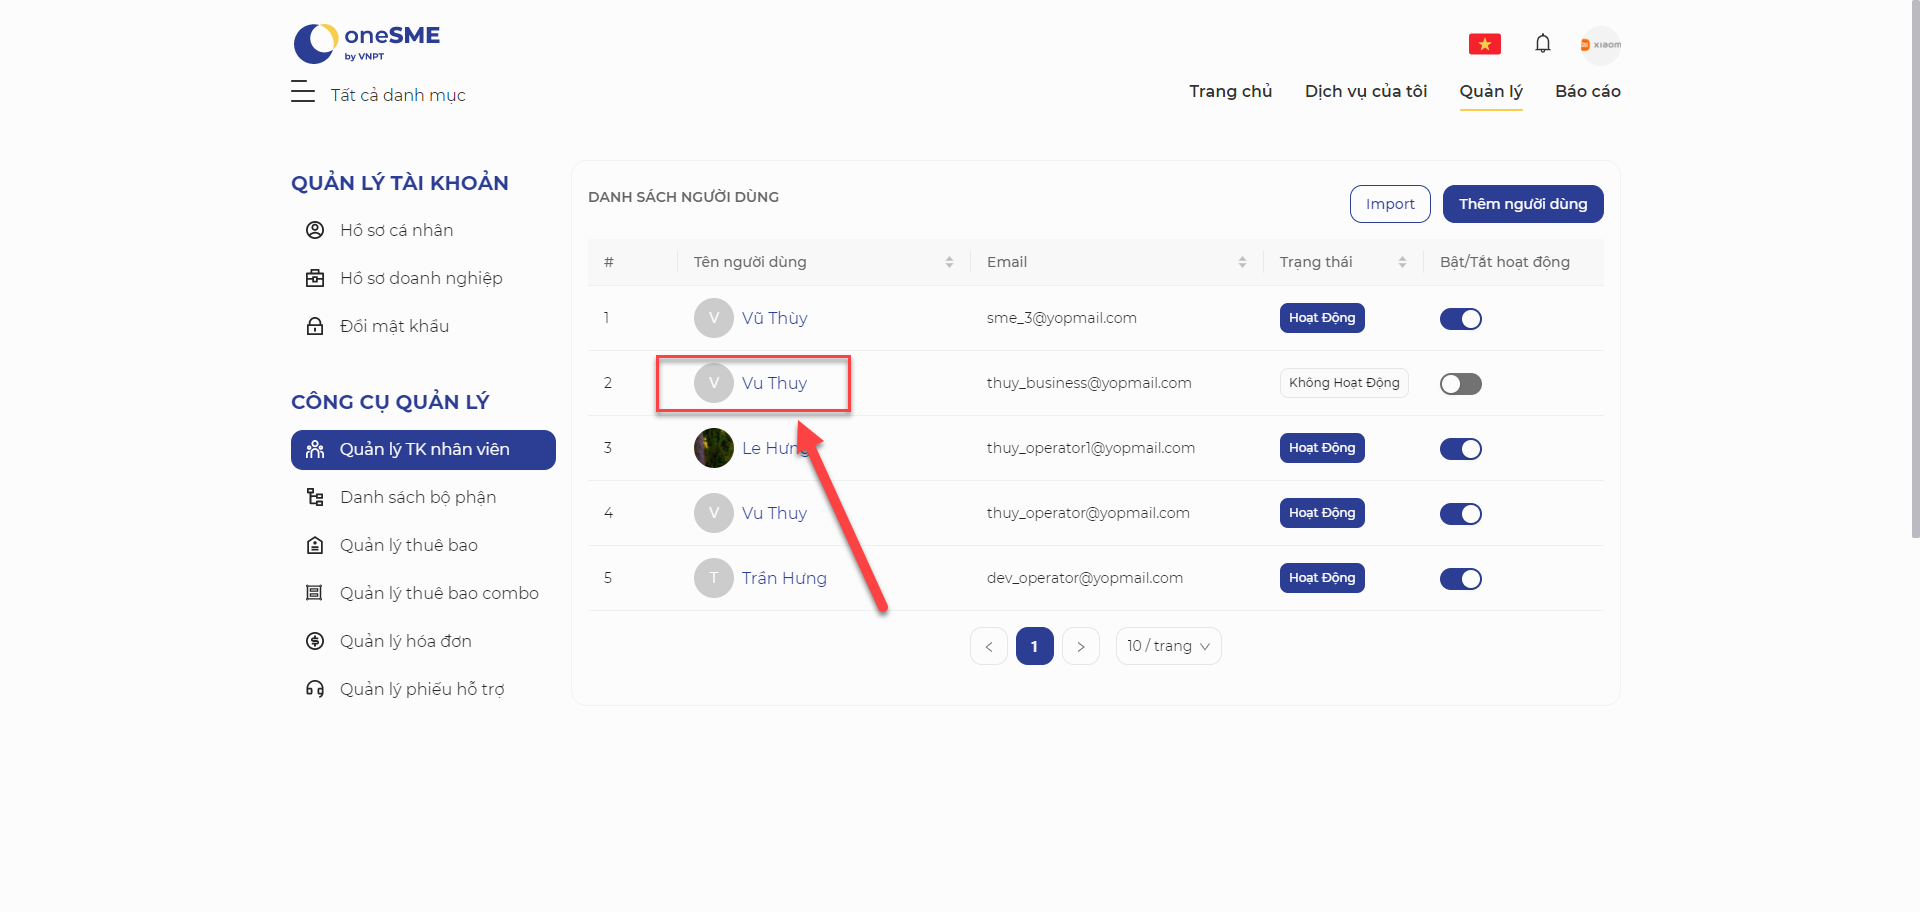 oneSME
by VNPT
xiaom
Tất cả danh mục
Trang chủ
Dịch vụ của tôi
Quản lý
Báo cáo
QUẢN LÝ TÀI KHOẢN
Hồ sơ cá nhân
Hồ sơ doanh nghiệp
Đổi mật khẩu
CÔNG CỤ QUẢN LÝ
Quản lý TK nhân viên
Danh sách bộ phận
Quản lý thuê bao
Quản lý thuê bao combo
Quản lý hóa đơn
Quản lý phiếu hỗ trợ
DANH SÁCH NGƯỜI DÙNG
Import
Thêm người dùng
# Tên người dùng Email Trạng thái Bật/Tắt hoạt động
1 V Vũ Thùy sme_3@yopmail.com Hoạt Động
2 V Vu Thuy thuy_business@yopmail.com Không Hoạt Động
3 Le Hưng thuy_operator1@yopmail.com Hoạt Động
4 V Vu Thuy thuy_operator@yopmail.com Hoạt Động
5 T Trần Hưng dev_operator@yopmail.com Hoạt Động
< 1 > 10 / trang